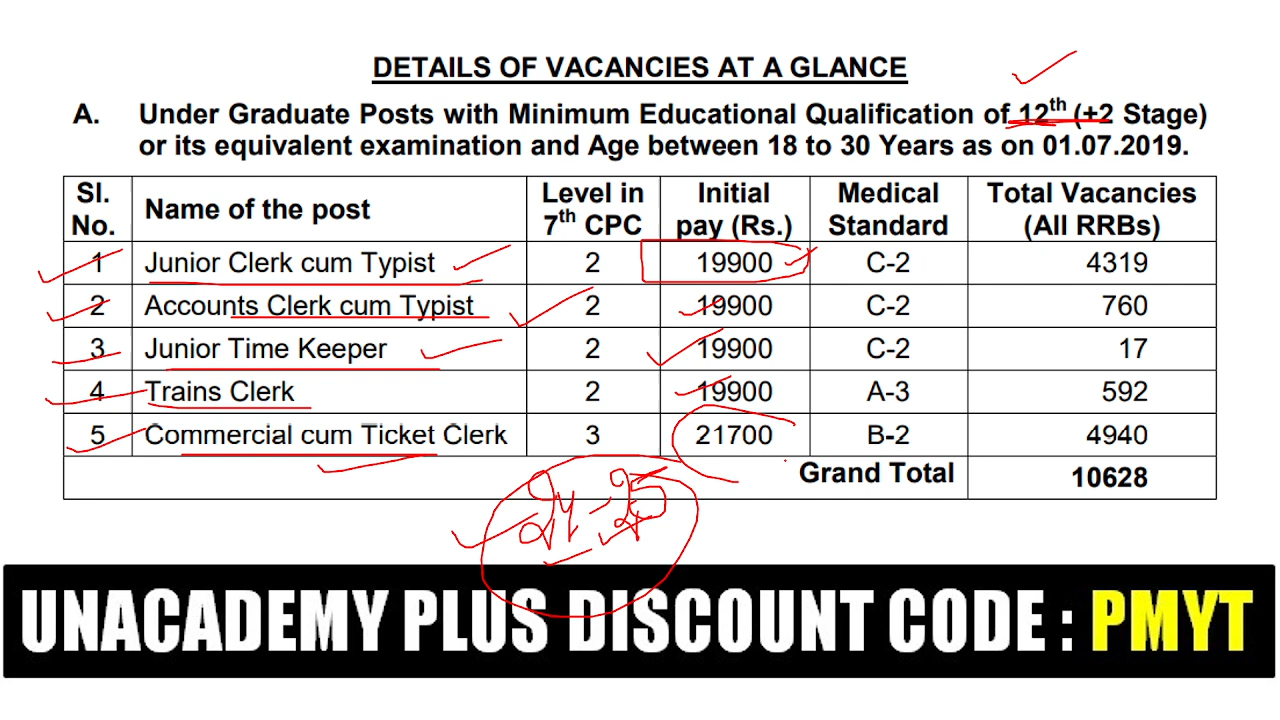 DETAILS OF VACANCIES AT A GLANCE
A. Under Graduate Posts with Minimum Educational Qualification of 12th (+2 Stage)
or its equivalent examination and Age between 18 to 30 Years as on 01.07.2019.
Sl. No. Name of the post Level in 7th CPC Initial pay (Rs.) Medical Standard Total Vacancies (All RRBs)
1 Junior Clerk cum Typist 2 19900 C-2 4319
2 Accounts Clerk cum Typist 2 19900 C-2 760
3 Junior Time Keeper 2 19900 C-2 17
4 Trains Clerk 2 19900 A-3 592
5 Commercial cum Ticket Clerk 3 21700 B-2 4940
Grand Total 10628
UNACADEMY PLUS DISCOUNT CODE : PMYT